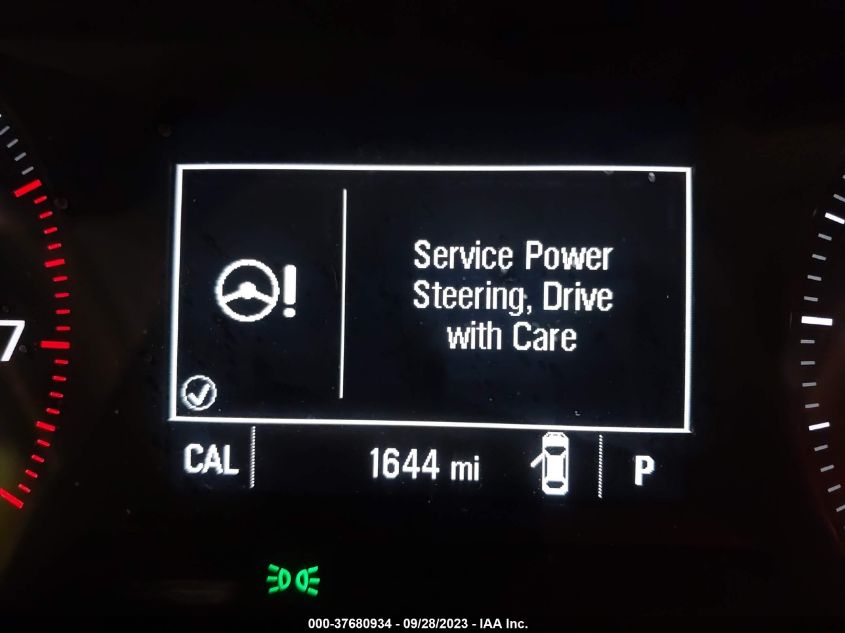 Service Power
Steering, Drive
with Care
7
CAL
1644 mi
P
000-37680934 - 09/28/2023 - IAA Inc.